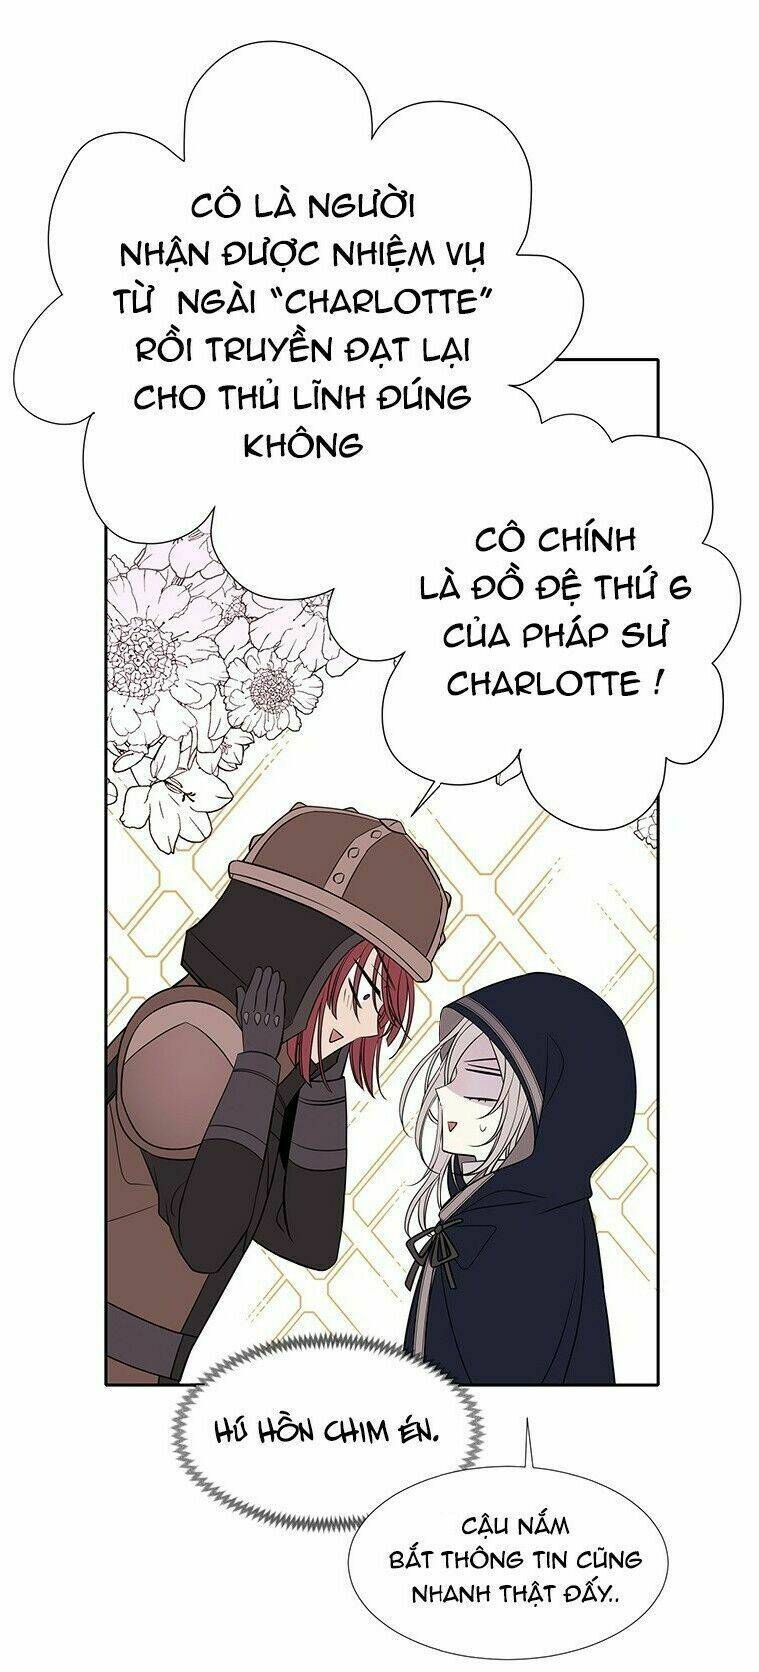 CÔ LÀ NGƯỜI
NHẬN ĐƯỢC NHIỆM VỤ
TỪ NGÀI "CHARLOTTE"
RỒI TRUYỀN ĐẠT LẠI
CHO THỦ LĨNH ĐÚNG
KHÔNG
CÔ CHÍNH
LÀ ĐỒ ĐỆ THỨ 6
CỦA PHÁP SƯ
CHARLOTTE !
HÚ HỒN CHIM ÉN.
CẬU NẮM
BẮT THÔNG TIN CŨNG
NHANH THẬT ĐẤY..